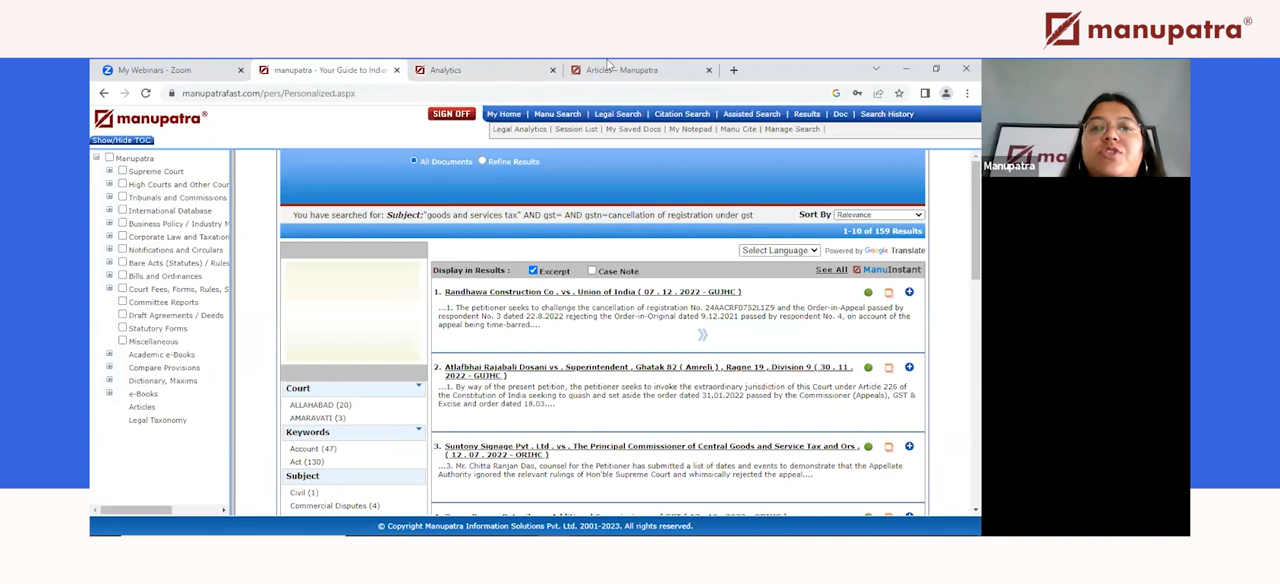 manupatra®
My Webinars - Zoom
manupatra - Your Guide to India
Analytics
Articles – Manupatra
manupatrafast.com/pers/Personalized.aspx
manupatra®
SIGN OFF
My Home | Manu Search | Legal Search | Citation Search | Assisted Search | Results | Doc | Search History
Legal Analytics | Session List | My Saved Docs | My Notepad | Manu Cite | Manage Search |
Show/Hide TOC
Manupatra
Supreme Court
High Courts and Other Cour
Tribunals and Commissions
International Database
Business Policy / Industry M
Corporate Law and Taxation
Notifications and Circulars
Bare Acts (Statutes) / Rules
Bills and Ordinances
Court Fees, Forms, Rules, S
Committee Reports
Draft Agreements / Deeds
Statutory Forms
Miscellaneous
Academic e-Books
Compare Provisions
Dictionary, Maxims
e-Books
Articles
Legal Taxonomy
All Documents Refine Results
You have searched for: Subject:"goods and services tax" AND gst= AND gstn=cancellation of registration under gst
Sort By Relevance
1-10 of 159 Results
Select Language Powered by Google Translate
Display in Results : Excerpt Case Note See All ManuInstant
1. Randhawa Construction Co . vs . Union of India ( 07 . 12 . 2022 - GUJHC )
...1. The petitioner seeks to challenge the cancellation of registration No. 24AACRF0752L1Z9 and the Order-in-Appeal passed by
respondent No. 3 dated 22.8.2022 rejecting the Order-in-Original dated 9.12.2021 passed by respondent No. 4, on account of the
appeal being time-barred....
2. Atlafbhai Rajabali Dosani vs . Superintendent , Ghatak 82 ( Amreli ) , Ragne 19 , Division 9 ( 30 . 11 .
2022 - GUJHC )
...1. By way of the present petition, the petitioner seeks to invoke the extraordinary jurisdiction of this Court under Article 226 of
the Constitution of India seeking to quash and set aside the order dated 31.01.2022 passed by the Commissioner (Appeals), GST &
Excise and order dated 18.03....
3. Suntony Signage Pvt . Ltd . vs . The Principal Commissioner of Central Goods and Service Tax and Ors .
( 12 . 07 . 2022 - ORIHC )
...3. Mr. Chitta Ranjan Das, counsel for the Petitioner has submitted a list of dates and events to demonstrate that the Appellate
Authority ignored the relevant rulings of Hon'ble Supreme Court and whimsically rejected the appeal....
Court
ALLAHABAD (20)
AMARAVATI (3)
Keywords
Account (47)
Act (130)
Subject
Civil (1)
Commercial Disputes (4)
© Copyright Manupatra Information Solutions Pvt. Ltd. 2001-2023. All rights reserved.
Manupatra